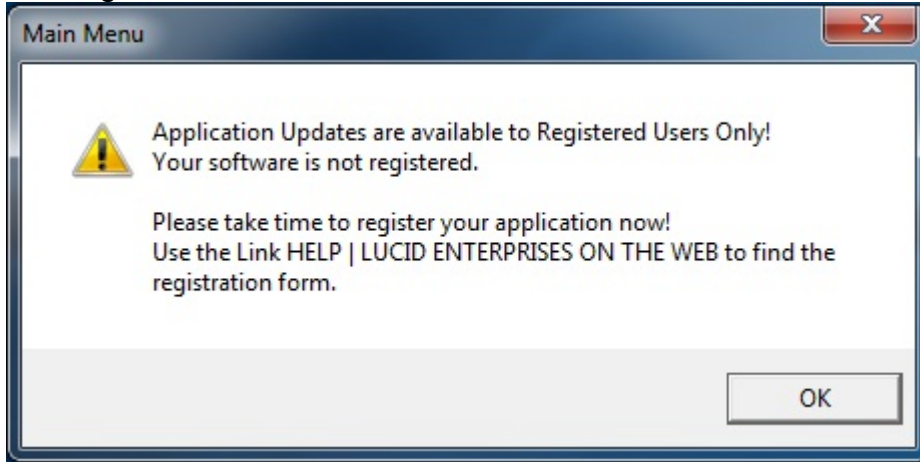 Main Menu
Application Updates are available to Registered Users Only!
Your software is not registered.
Please take time to register your application now!
Use the Link HELP | LUCID ENTERPRISES ON THE WEB to find the
registration form.
OK